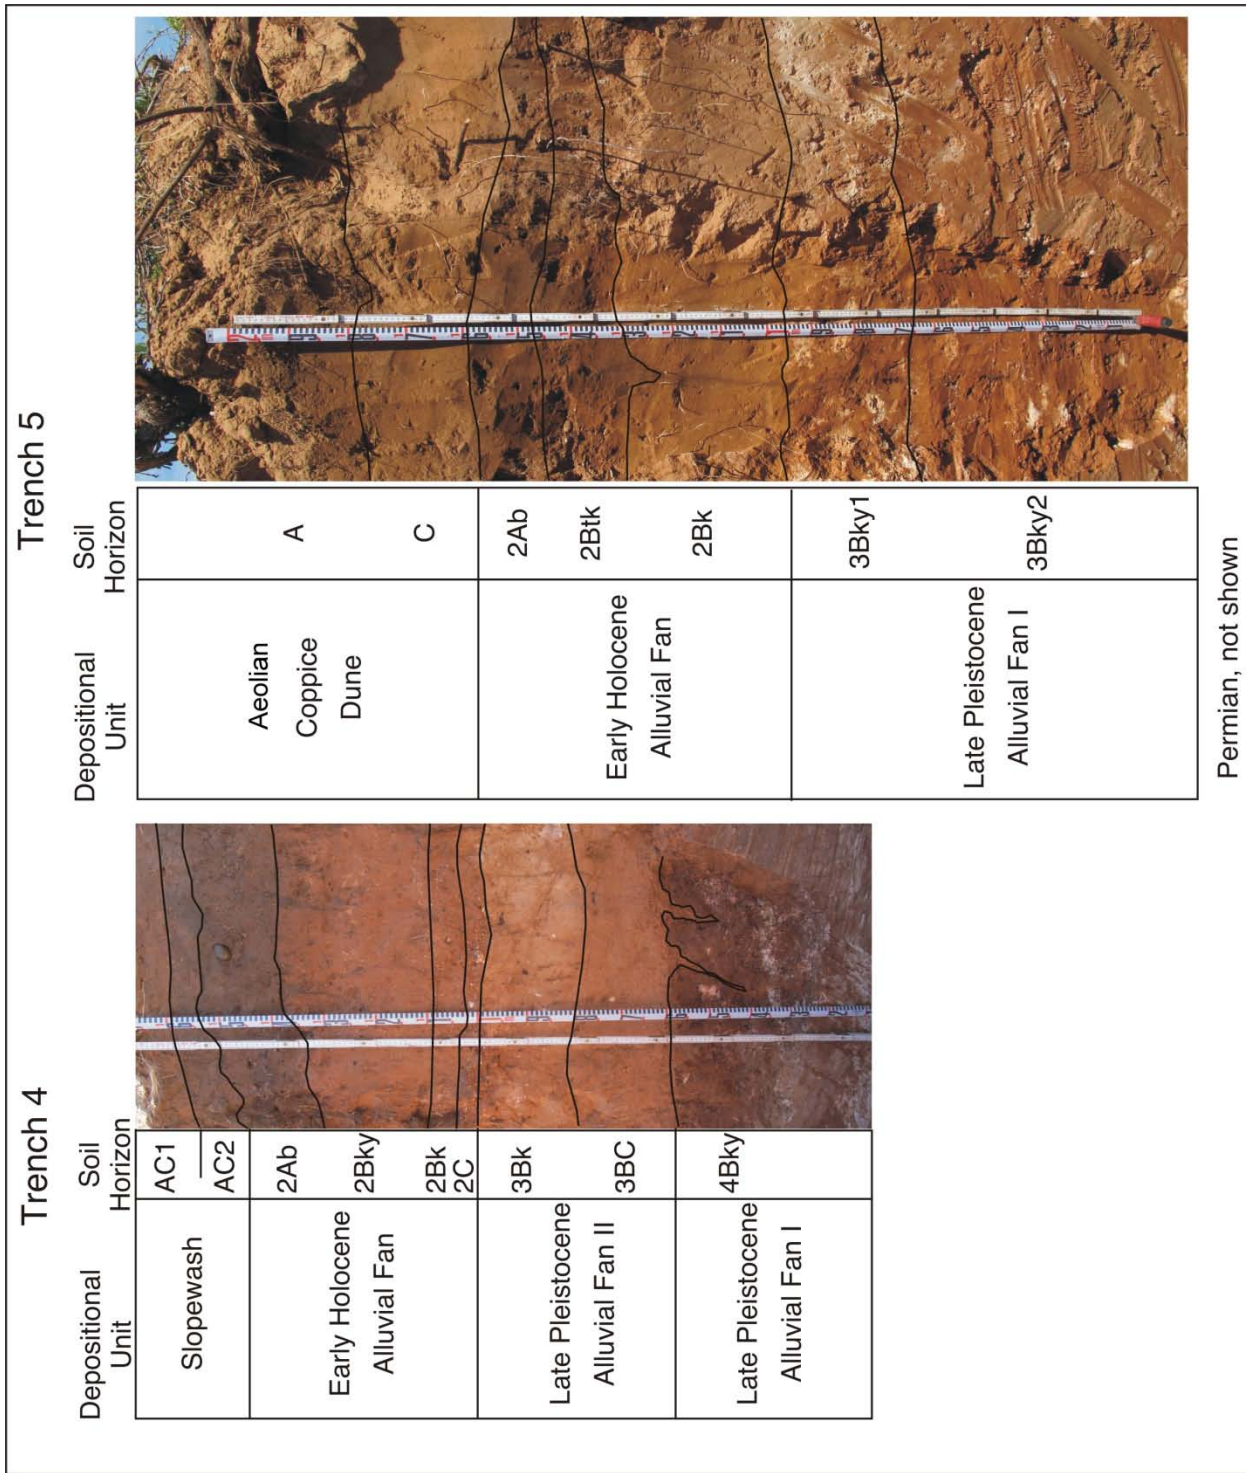 Trench 4
Depositional
Unit
Soil
Horizon
Slopewash
AC1
AC2
Early Holocene
Alluvial Fan
2Ab
2Bky
2Bk
2C
Late Pleistocene
Alluvial Fan II
3Bk
3BC
Late Pleistocene
Alluvial Fan I
4Bky
Trench 5
Depositional
Unit
Soil
Horizon
Aeolian
Coppice
Dune
A
C
Early Holocene
Alluvial Fan
2Ab
2Btk
2Bk
Late Pleistocene
Alluvial Fan I
3Bky1
3Bky2
Permian, not shown